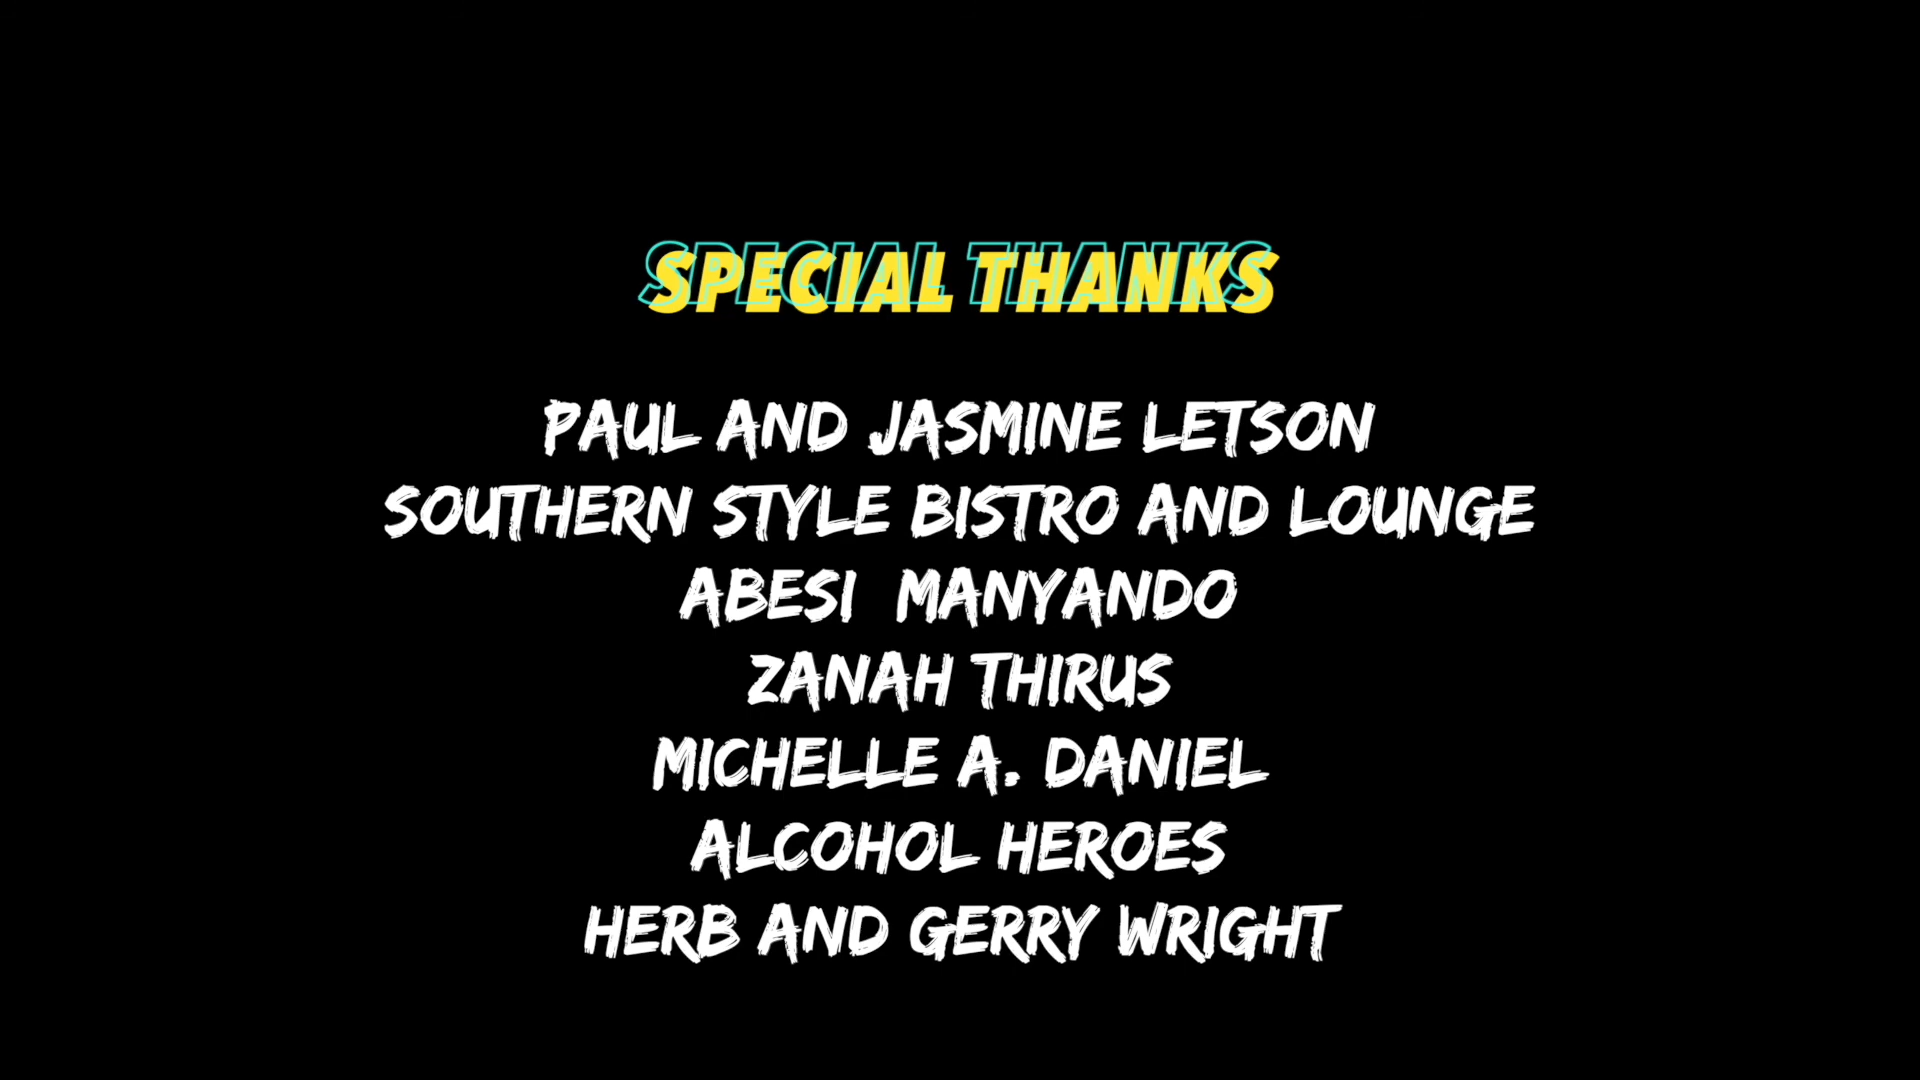 SPECIAL THANKS
PAUL AND JASMINE LETSON
SOUTHERN STYLE BISTRO AND LOUNGE
ABESI  MANYANDO
ZANAH THIRUS
MICHELLE A. DANIEL
ALCOHOL HEROES
HERB AND GERRY WRIGHT